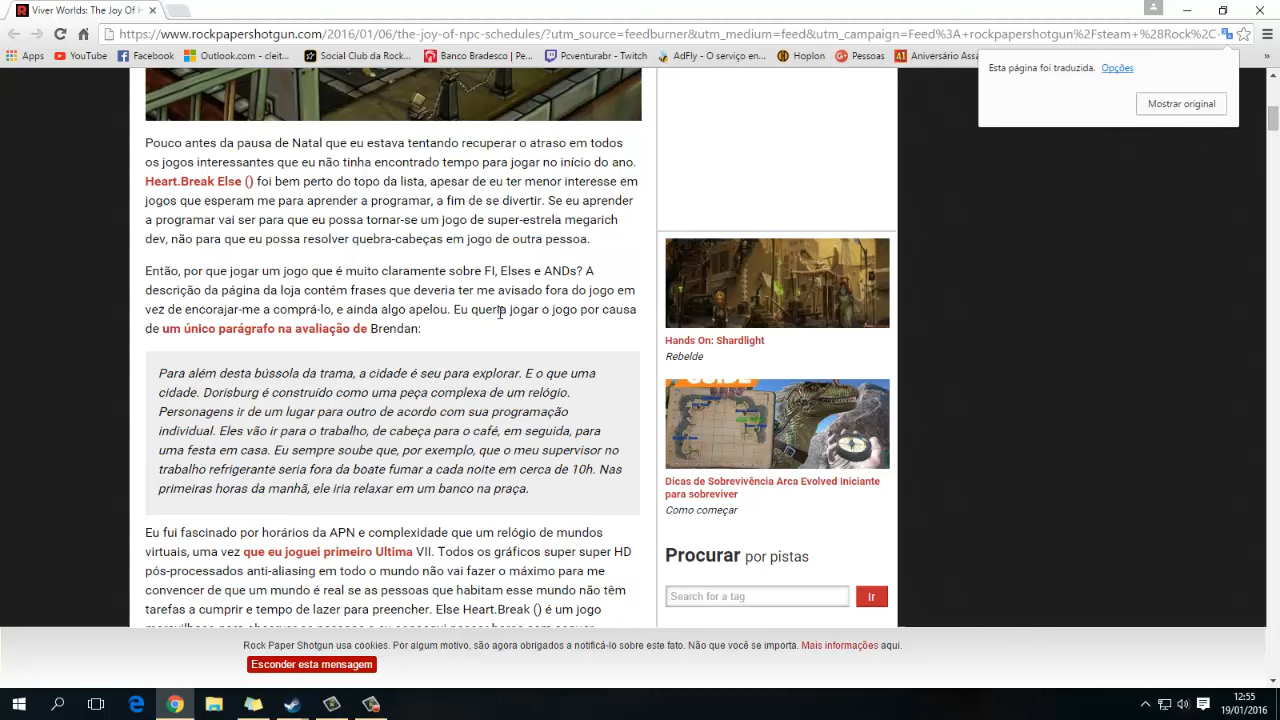 Viver Worlds: The Joy Of
https://www.rockpapershotgun.com/2016/01/06/the-joy-of-npc-schedules/?utm_source=feedburner&utm_medium=feed&utm_campaign=Feed%3A+rockpapershotgun%2Fsteam+%28Rock%2C
Apps YouTube Facebook Outlook.com - cleit... Social Club da Rock... Banco Bradesco | Pe... Pcventurabr - Twitch AdFly - O serviço en... Hoplon Pessoas Aniversário Assa »
Esta página foi traduzida. Opções
Mostrar original
Pouco antes da pausa de Natal que eu estava tentando recuperar o atraso em todos
os jogos interessantes que eu não tinha encontrado tempo para jogar no início do ano.
Heart.Break Else () foi bem perto do topo da lista, apesar de eu ter menor interesse em
jogos que esperam me para aprender a programar, a fim de se divertir. Se eu aprender
a programar vai ser para que eu possa tornar-se um jogo de super-estrela megarich
dev, não para que eu possa resolver quebra-cabeças em jogo de outra pessoa.
Então, por que jogar um jogo que é muito claramente sobre FI, Elses e ANDs? A
descrição da página da loja contém frases que deveria ter me avisado fora do jogo em
vez de encorajar-me a comprá-lo, e ainda algo apelou. Eu queria jogar o jogo por causa
de um único parágrafo na avaliação de Brendan:
Para além desta bússola da trama, a cidade é seu para explorar. E o que uma
cidade. Dorisburg é construído como uma peça complexa de um relógio.
Personagens ir de um lugar para outro de acordo com sua programação
individual. Eles vão ir para o trabalho, de cabeça para o café, em seguida, para
uma festa em casa. Eu sempre soube que, por exemplo, que o meu supervisor no
trabalho refrigerante seria fora da boate fumar a cada noite em cerca de 10h. Nas
primeiras horas da manhã, ele iria relaxar em um banco na praça.
Eu fui fascinado por horários da APN e complexidade que um relógio de mundos
virtuais, uma vez que eu joguei primeiro Ultima VII. Todos os gráficos super super HD
pós-processados anti-aliasing em todo o mundo não vai fazer o máximo para me
convencer de que um mundo é real se as pessoas que habitam esse mundo não têm
tarefas a cumprir e tempo de lazer para preencher. Else Heart.Break () é um jogo
Hands On: Shardlight
Rebelde
GUIDE
Dicas de Sobrevivência Arca Evolved Iniciante
para sobreviver
Como começar
Procurar por pistas
Search for a tag
Ir
Rock Paper Shotgun usa cookies. Por algum motivo, são agora obrigados a notificá-lo sobre este fato. Não que você se importa. Mais informações aqui.
Esconder esta mensagem
12:55
19/01/2016